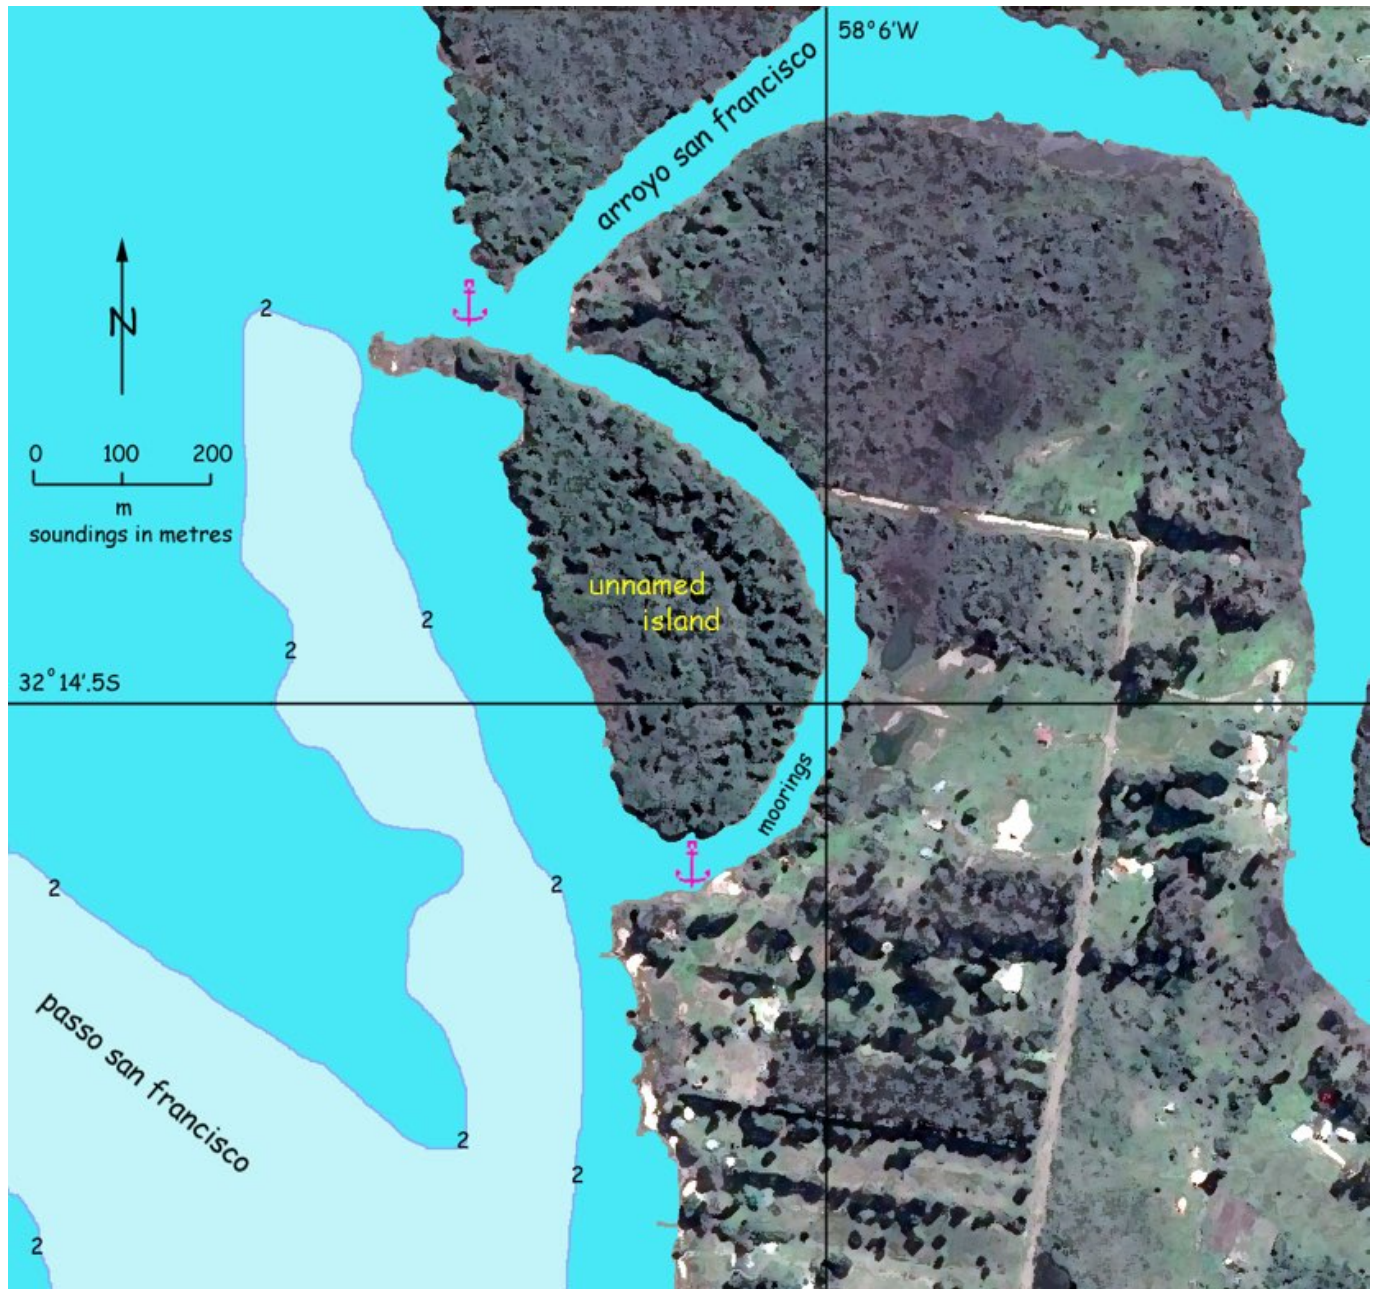 58°6'W
arroyo san francisco
N
2
0 100 200
m
soundings in metres
unnamed
island
2
2
32°14'.5S
moorings
2
2
passo san francisco
2
2
2